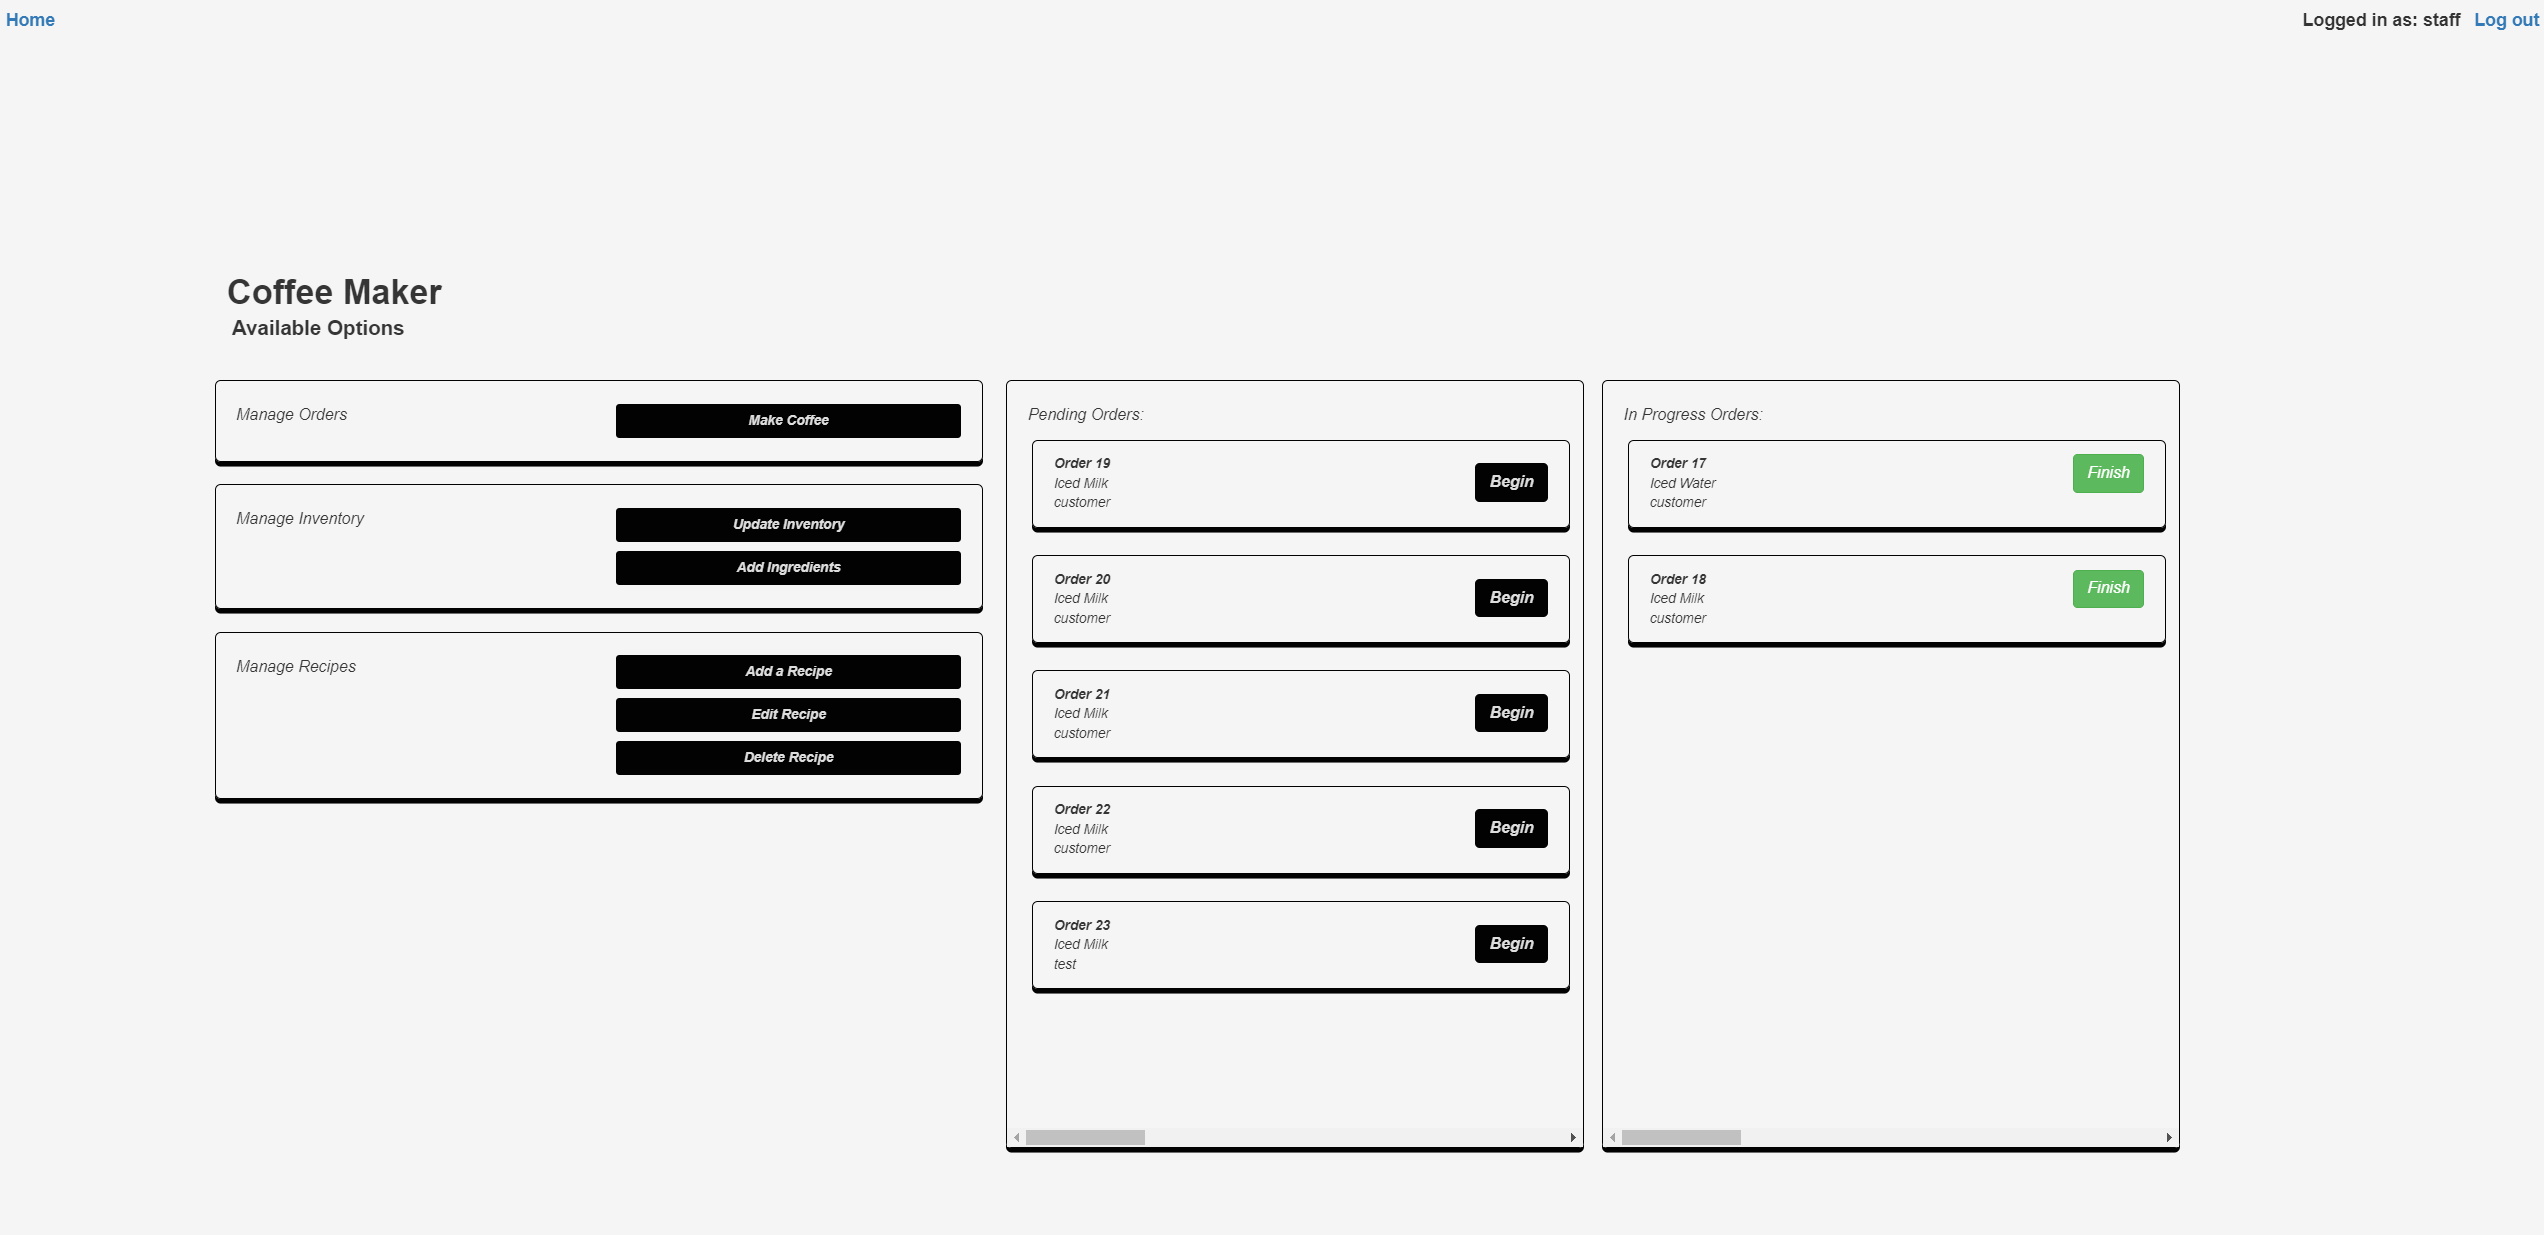 Home
Logged in as: staff Log out
Coffee Maker
Available Options
Manage Orders
Make Coffee
Manage Inventory
Update Inventory
Add Ingredients
Manage Recipes
Add a Recipe
Edit Recipe
Delete Recipe
Pending Orders:
Order 19
Iced Milk
customer
Begin
Order 20
Iced Milk
customer
Begin
Order 21
Iced Milk
customer
Begin
Order 22
Iced Milk
customer
Begin
Order 23
Iced Milk
test
Begin
In Progress Orders:
Order 17
Iced Water
customer
Finish
Order 18
Iced Milk
customer
Finish